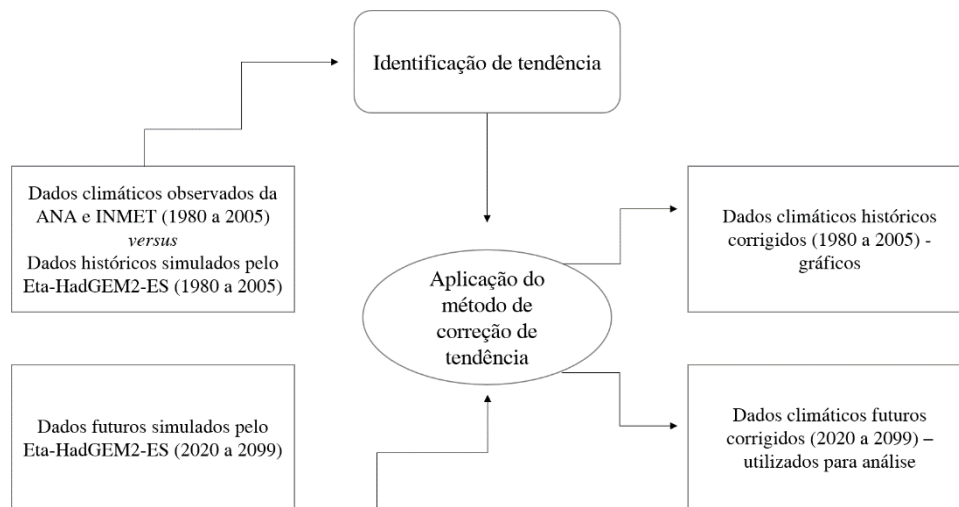 Identificação de tendência
Dados climáticos observados da
ANA e INMET (1980 a 2005)
versus
Dados históricos simulados pelo
Eta-HadGEM2-ES (1980 a 2005)
Dados climáticos históricos
corrigidos (1980 a 2005) -
gráficos
Aplicação do
método de
correção de
tendência
Dados futuros simulados pelo
Eta-HadGEM2-ES (2020 a 2099)
Dados climáticos futuros
corrigidos (2020 a 2099) –
utilizados para análise